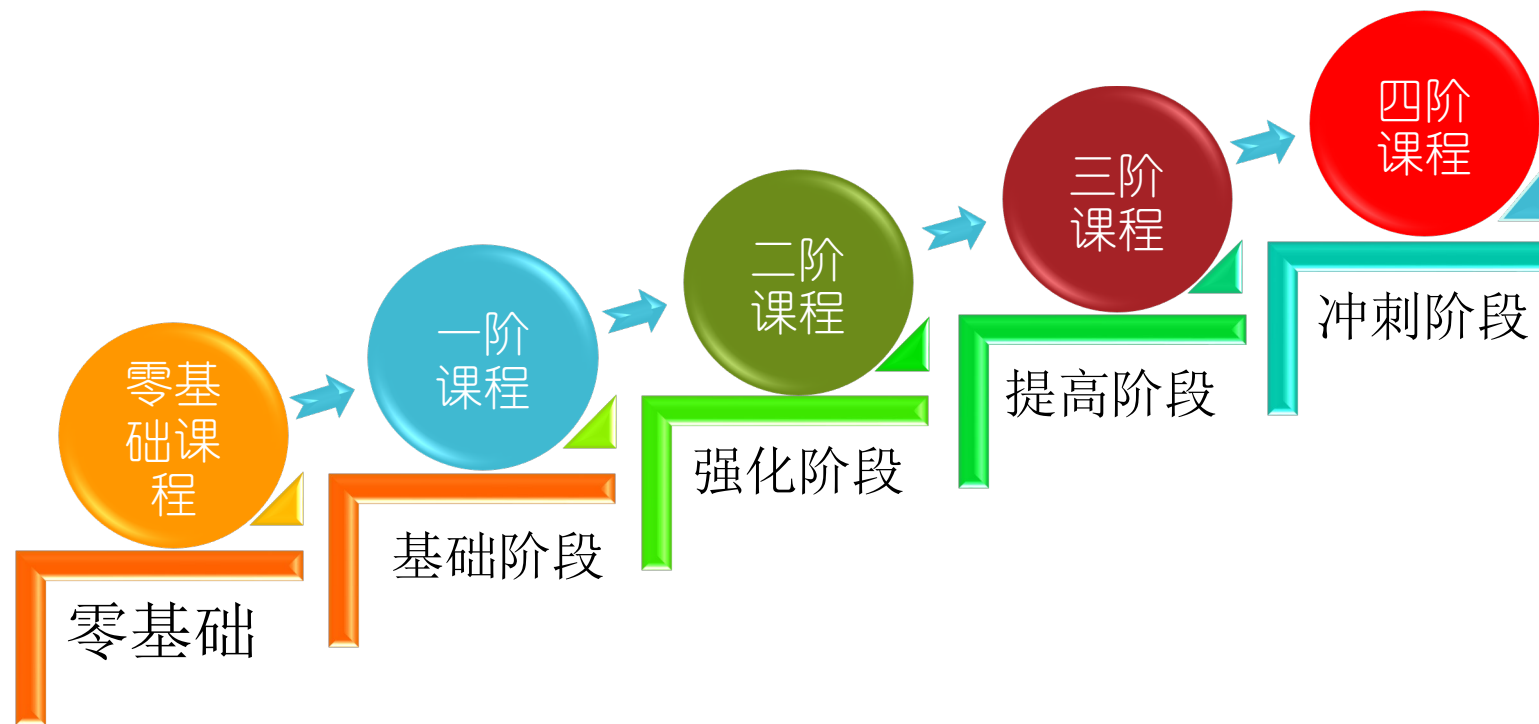 零基
础课
程
零基础
一阶
课程
基础阶段
二阶
课程
强化阶段
三阶
课程
提高阶段
四阶
课程
冲刺阶段